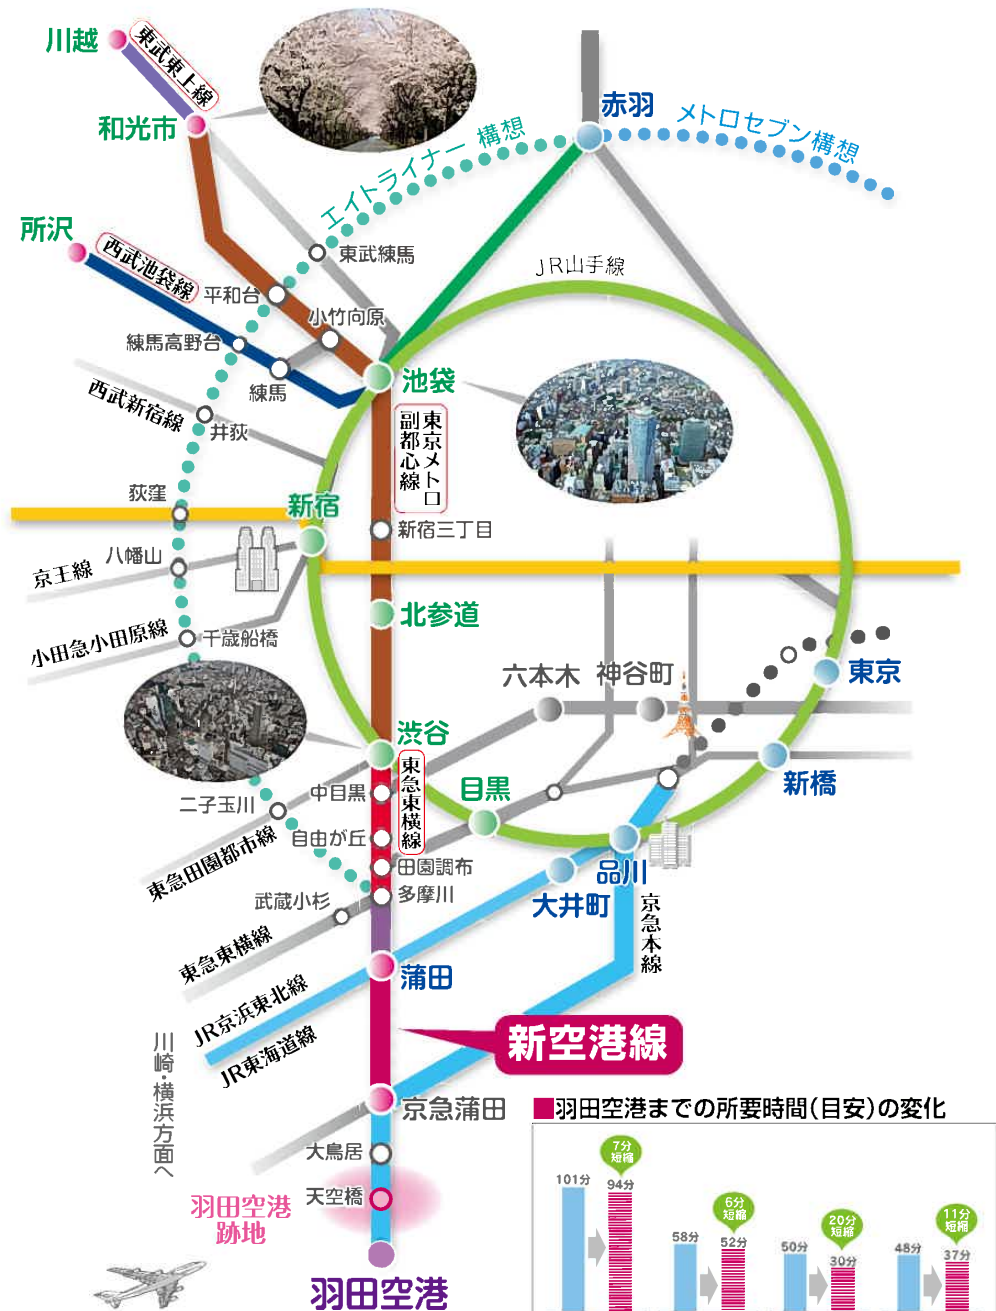 川越
東武東上線
和光市
赤羽
メトロセブン構想
エイトライナー 構想
所沢
西武池袋線
東武練馬
JR山手線
平和台
小竹向原
練馬高野台
練馬
池袋
西武新宿線
井荻
東京メトロ
副都心線
荻窪
新宿
新宿三丁目
八幡山
京王線
北参道
小田急小田原線
千歳船橋
六本木
神谷町
東京
渋谷
東急東横線
新橋
目黒
二子玉川
中目黒
自由が丘
東急田園都市線
田園調布
品川
大井町
多摩川
武蔵小杉
京急本線
東急東横線
蒲田
JR京浜東北線
JR東海道線
新空港線
川崎・横浜方面へ
京急蒲田
大鳥居
天空橋
羽田空港
跡地
羽田空港
■羽田空港までの所要時間(目安)の変化
7分
短縮
101分
94分
6分
短縮
58分
52分
20分
短縮
50分
30分
11分
短縮
48分
37分